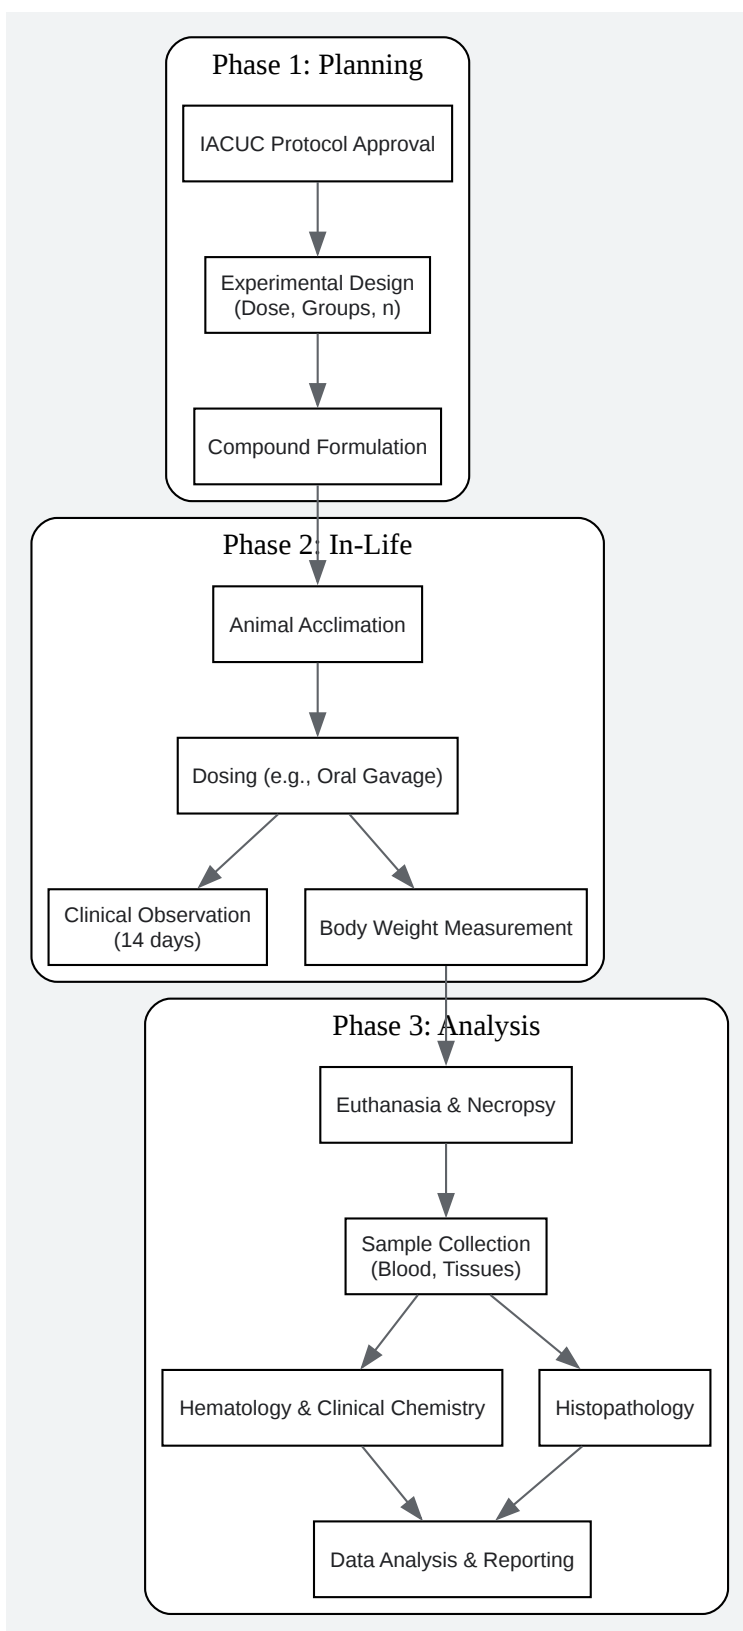 Phase 1: Planning
IACUC Protocol Approval
Experimental Design
(Dose, Groups, n)
Compound Formulation
Phase 2: In-Life
Animal Acclimation
Dosing (e.g., Oral Gavage)
Clinical Observation
(14 days)
Body Weight Measurement
Phase 3: Analysis
Euthanasia & Necropsy
Sample Collection
(Blood, Tissues)
Hematology & Clinical Chemistry
Histopathology
Data Analysis & Reporting